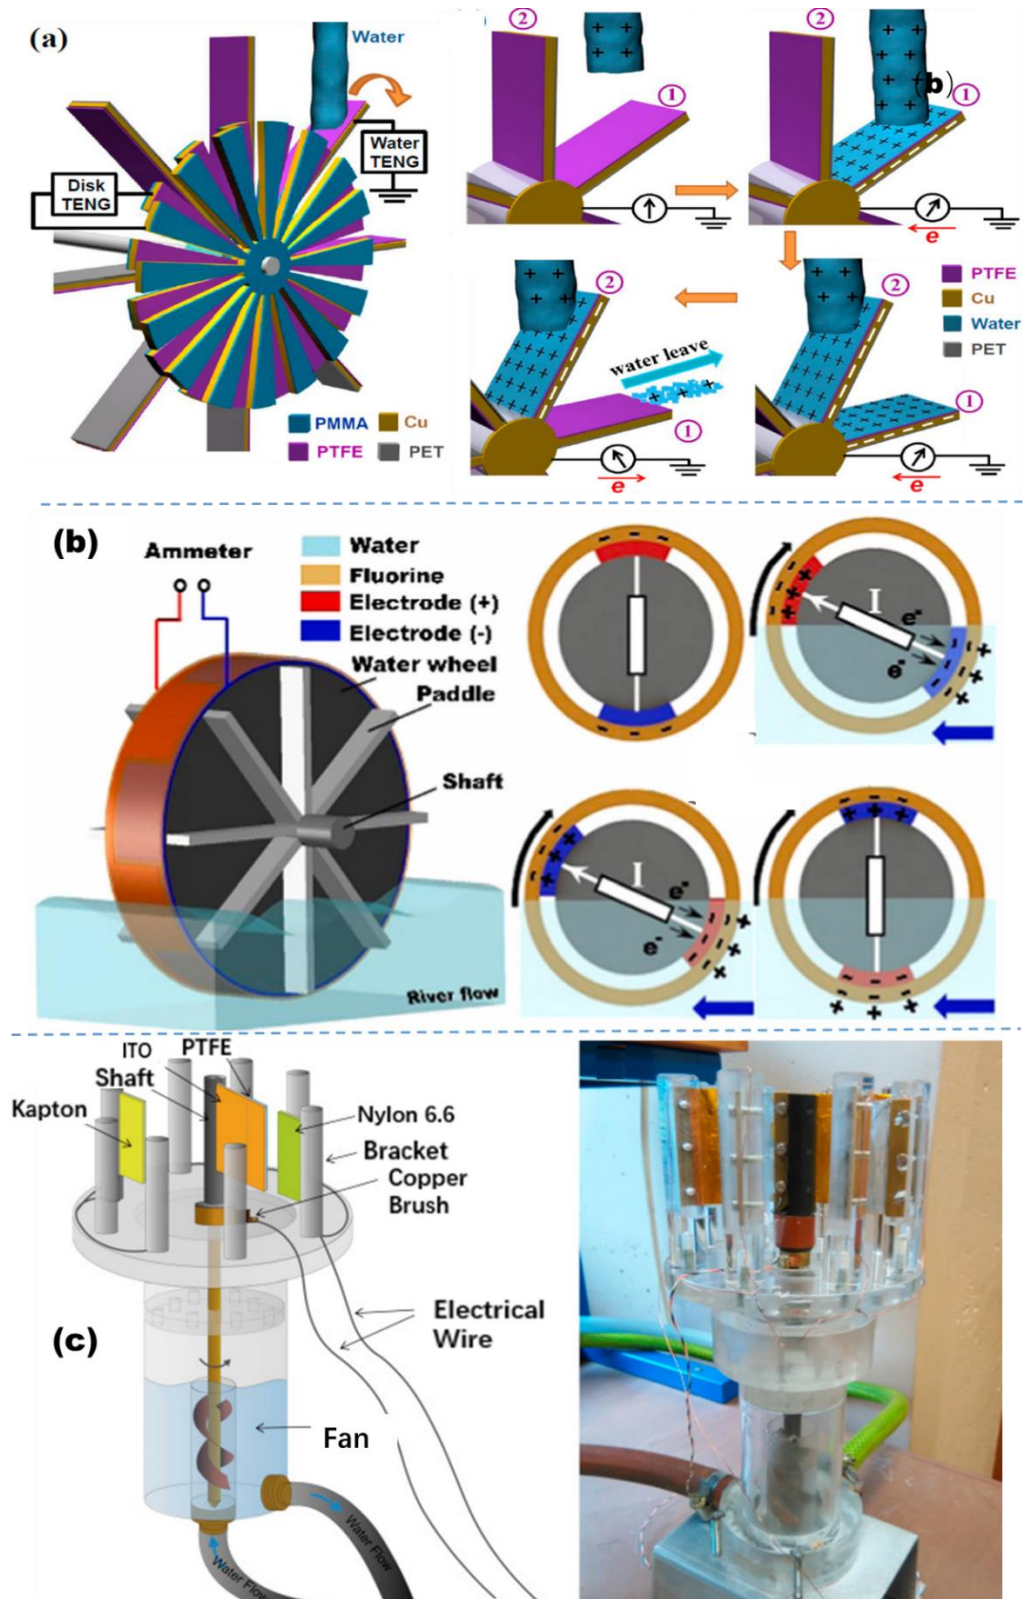 (a)
Water
Water
TENG
Disk
TENG
PMMA
Cu
PTFE
PET
②
①
②
(b)
①
e
PTFE
Cu
Water
PET
②
water leave
①
e
②
①
e
(b)
Ammeter
Water
Fluorine
Electrode (+)
Electrode (-)
Water wheel
Paddle
Shaft
River flow
I
e-
e-
I
e-
e-
(c)
ITO
PTFE
Shaft
Kapton
Nylon 6.6
Bracket
Copper
Brush
Electrical
Wire
Fan
Water Flow
Water Flow